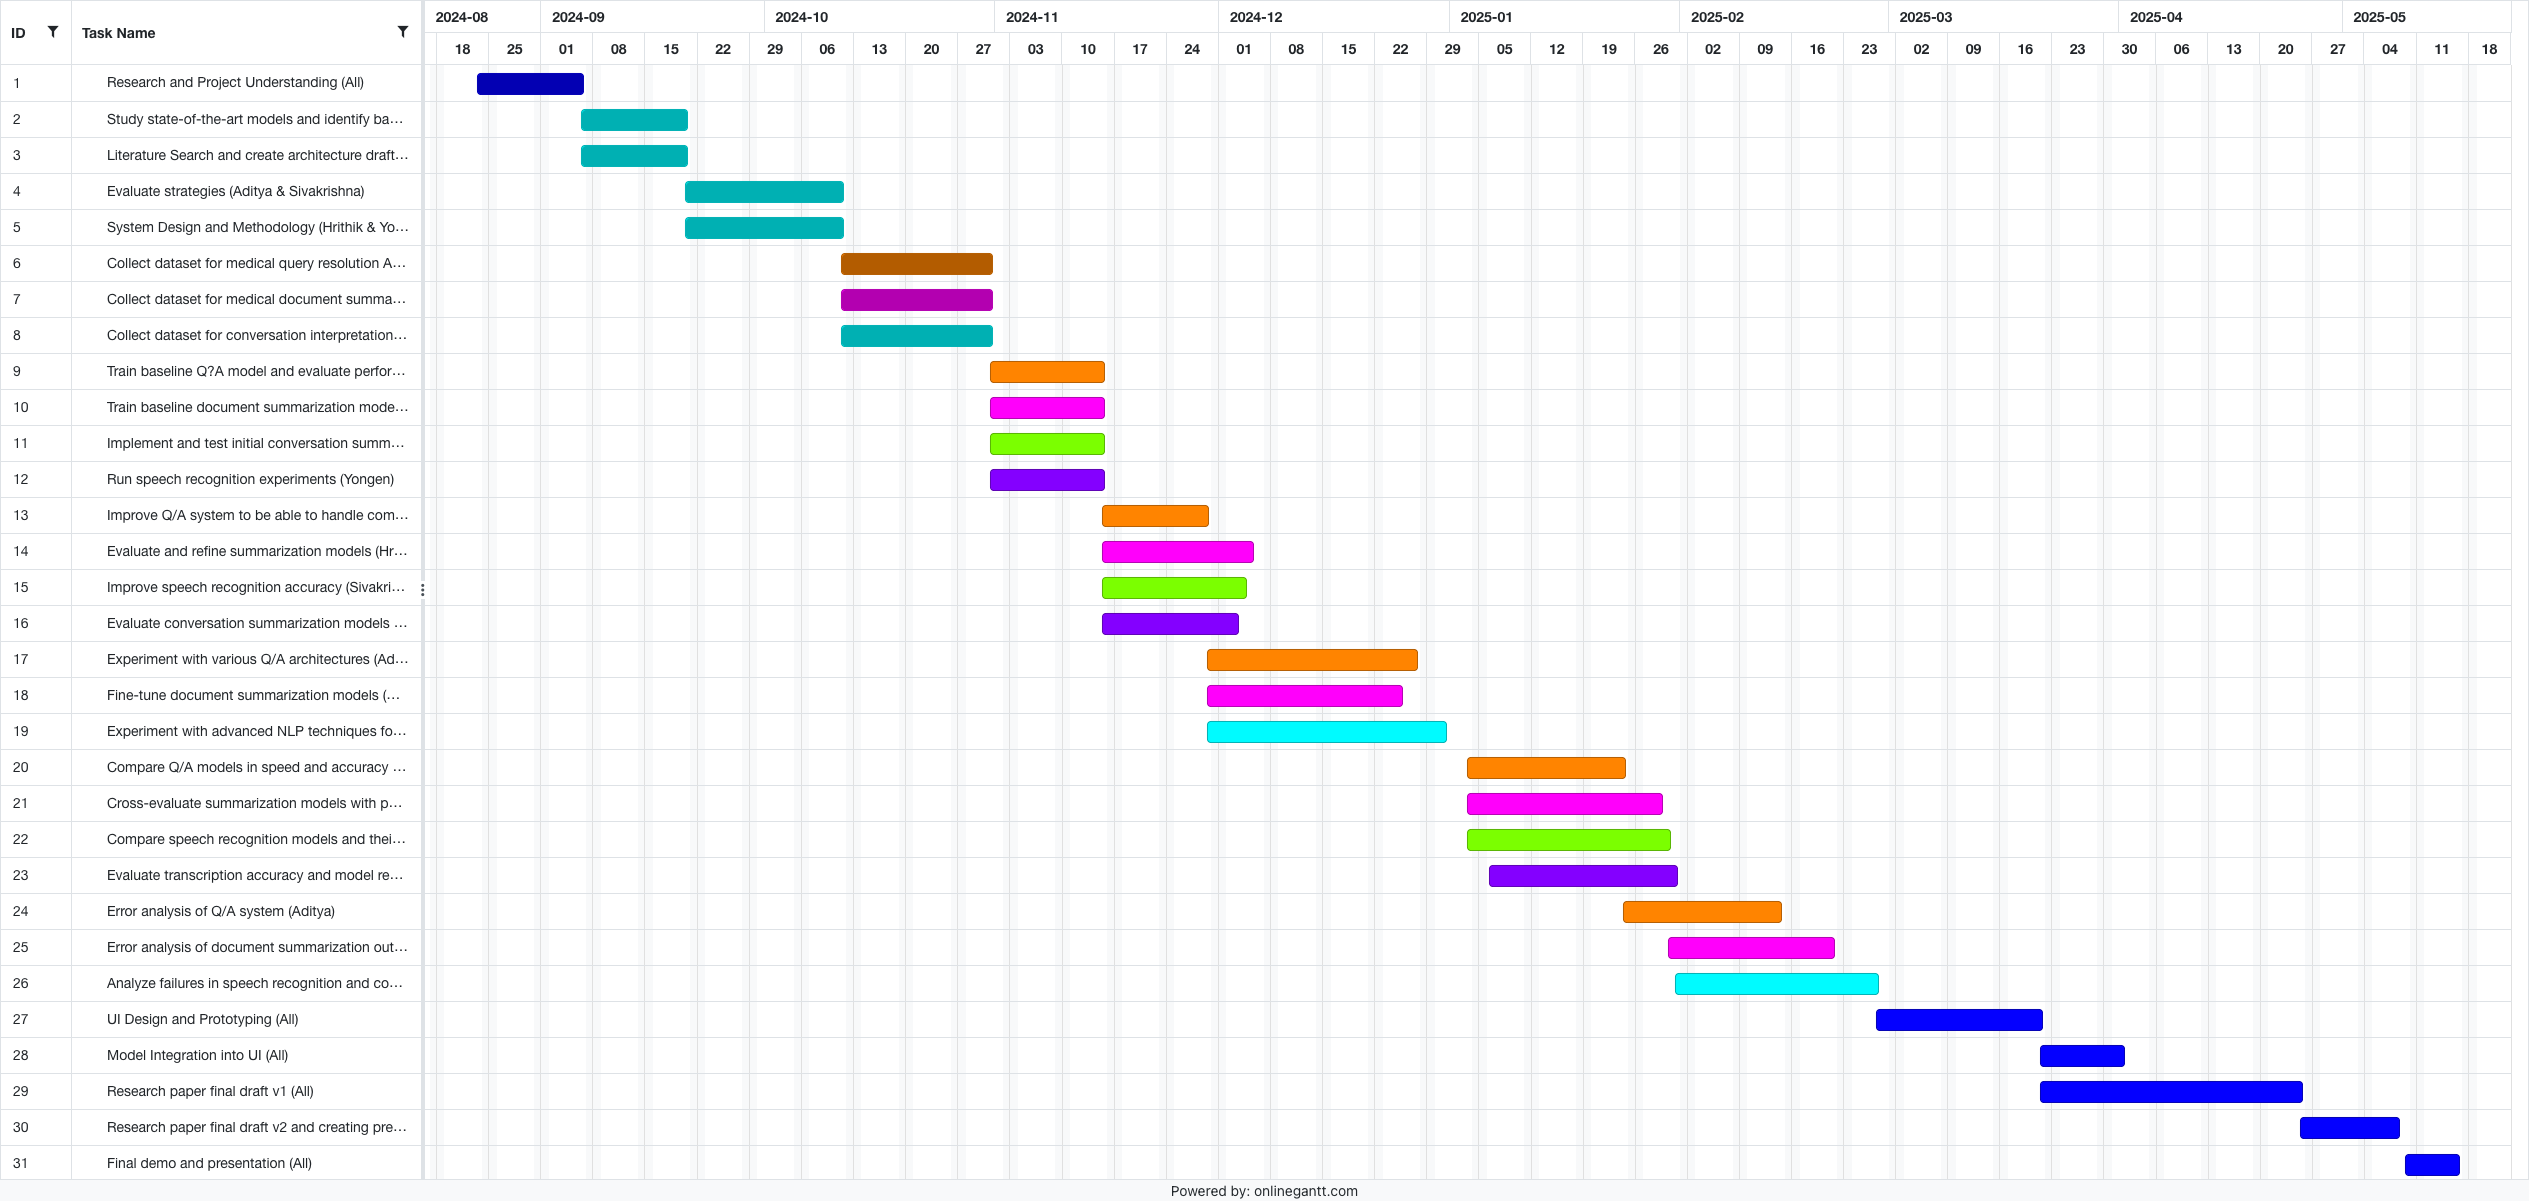 ID Task Name 2024-08 2024-09 2024-10 2024-11 2024-12 2025-01 2025-02 2025-03 2025-04 2025-05
18 25 01 08 15 22 29 06 13 20 27 03 10 17 24 01 08 15 22 29 05 12 19 26 02 09 16 23 02 09 16 23 30 06 13 20 27 04 11 18
1 Research and Project Understanding (All)
2 Study state-of-the-art models and identify ba...
3 Literature Search and create architecture draft...
4 Evaluate strategies (Aditya & Sivakrishna)
5 System Design and Methodology (Hrithik & Yo...
6 Collect dataset for medical query resolution A...
7 Collect dataset for medical document summa...
8 Collect dataset for conversation interpretation...
9 Train baseline Q?A model and evaluate perfor...
10 Train baseline document summarization mode...
11 Implement and test initial conversation summ...
12 Run speech recognition experiments (Yongen)
13 Improve Q/A system to be able to handle com...
14 Evaluate and refine summarization models (Hr...
15 Improve speech recognition accuracy (Sivakri...
16 Evaluate conversation summarization models ...
17 Experiment with various Q/A architectures (Ad...
18 Fine-tune document summarization models (...
19 Experiment with advanced NLP techniques fo...
20 Compare Q/A models in speed and accuracy ...
21 Cross-evaluate summarization models with p...
22 Compare speech recognition models and thei...
23 Evaluate transcription accuracy and model re...
24 Error analysis of Q/A system (Aditya)
25 Error analysis of document summarization out...
26 Analyze failures in speech recognition and co...
27 UI Design and Prototyping (All)
28 Model Integration into UI (All)
29 Research paper final draft v1 (All)
30 Research paper final draft v2 and creating pre...
31 Final demo and presentation (All)
Powered by: onlinegantt.com